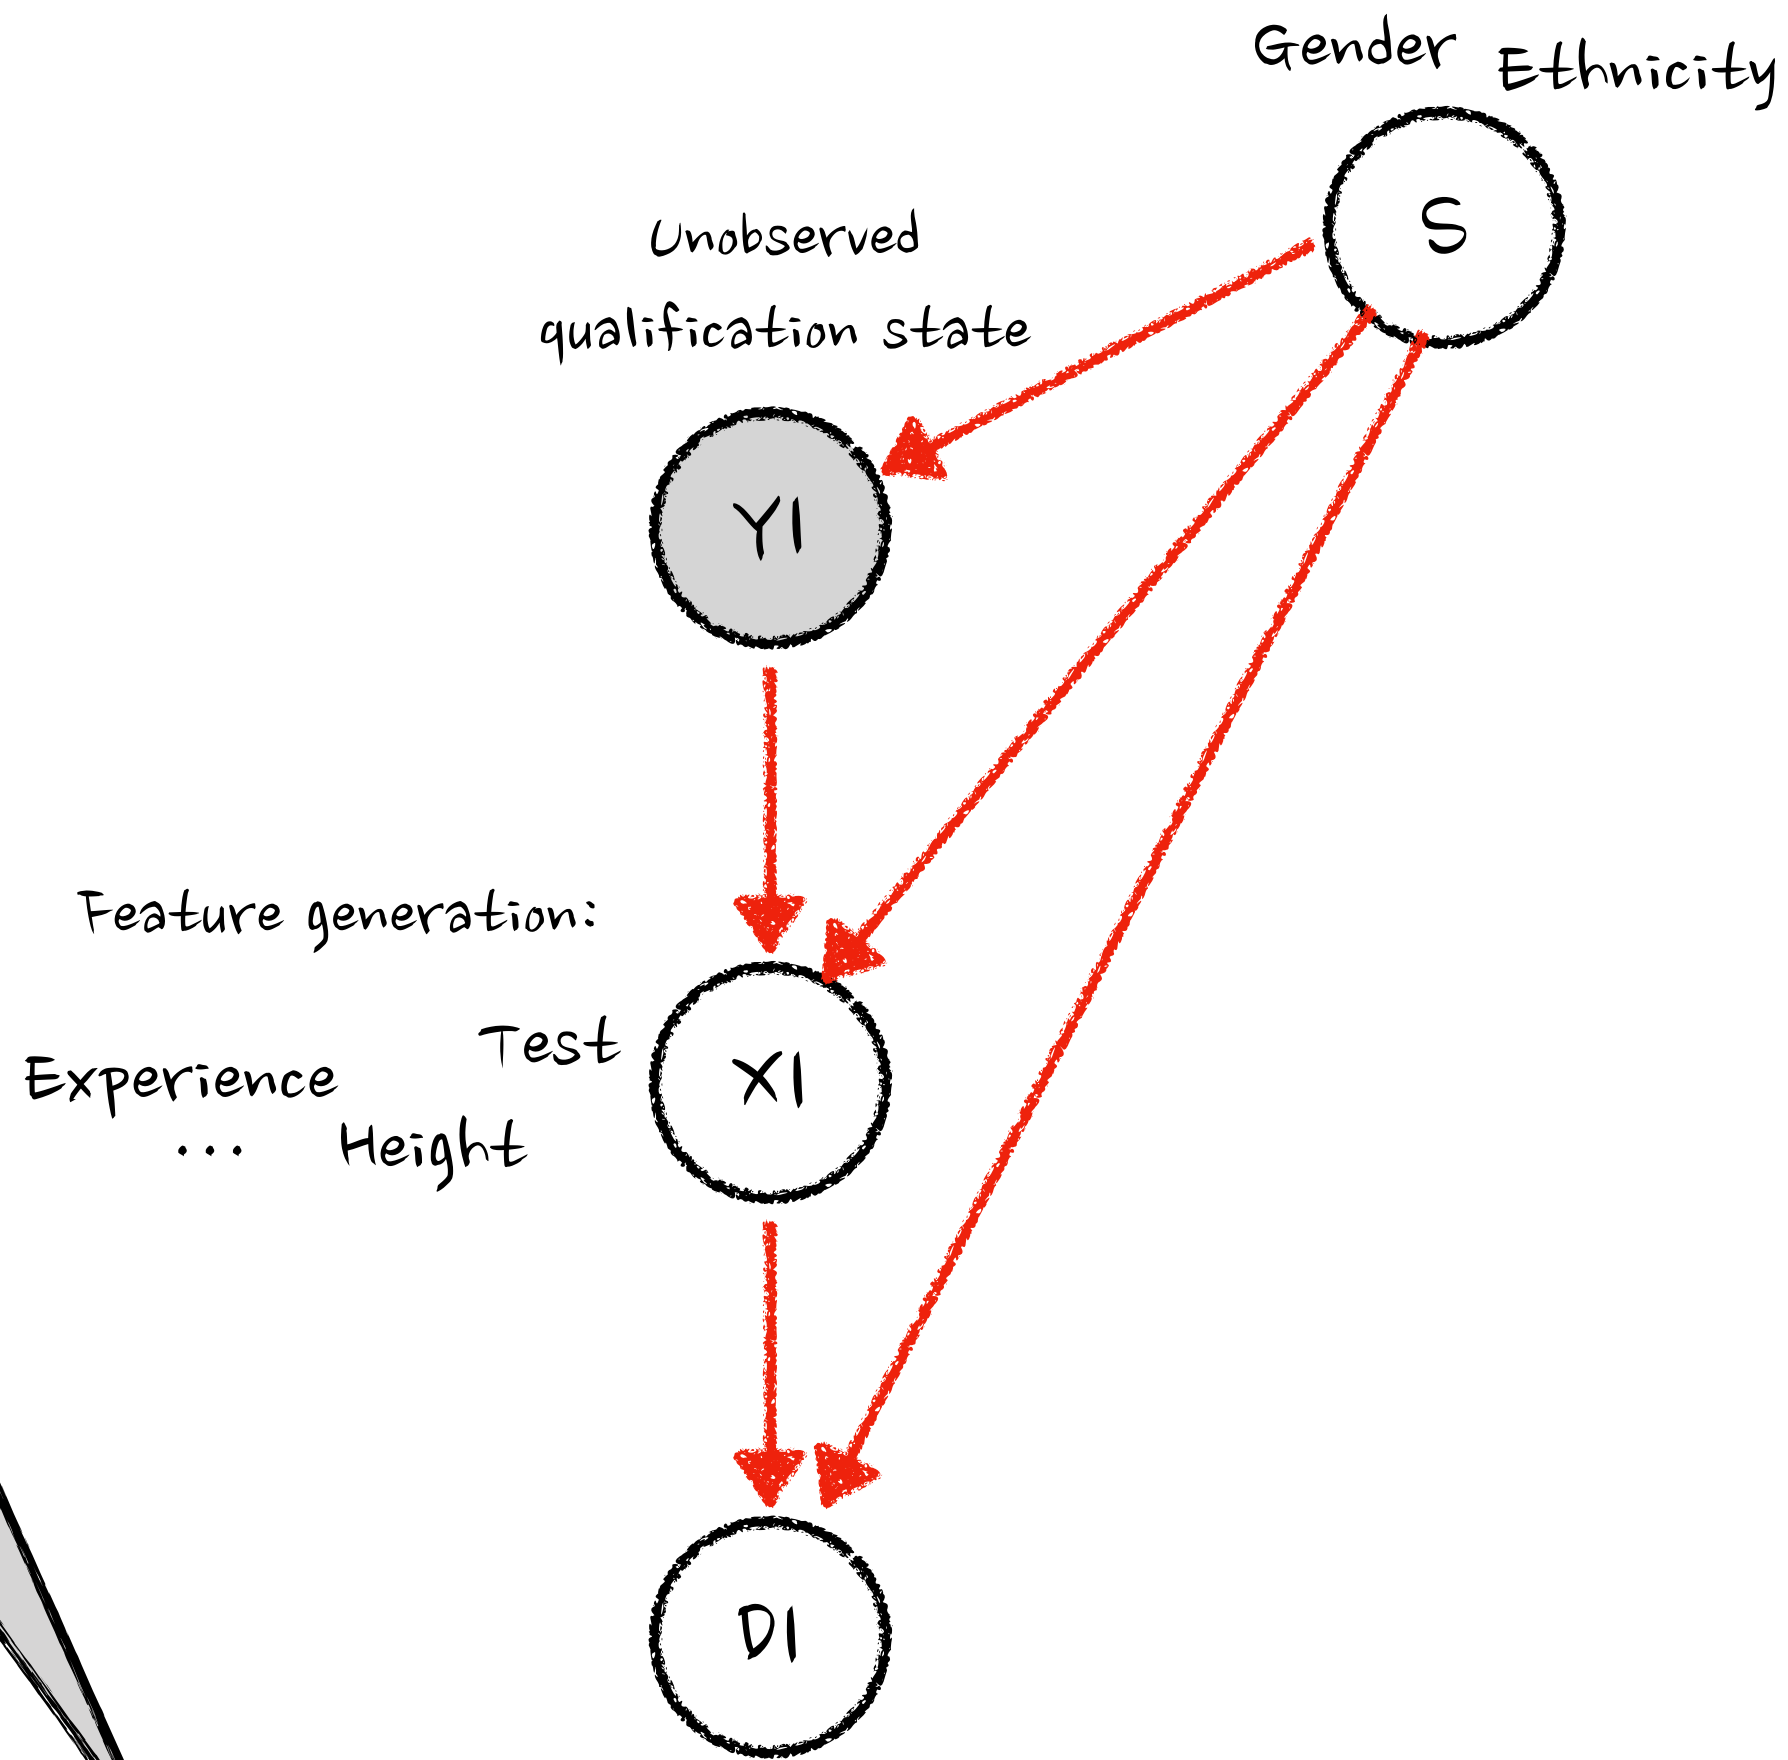 Gender Ethnicity
S
Unobserved
qualification state
Y1
Feature generation:
Test
Experience
... Height
X1
D1